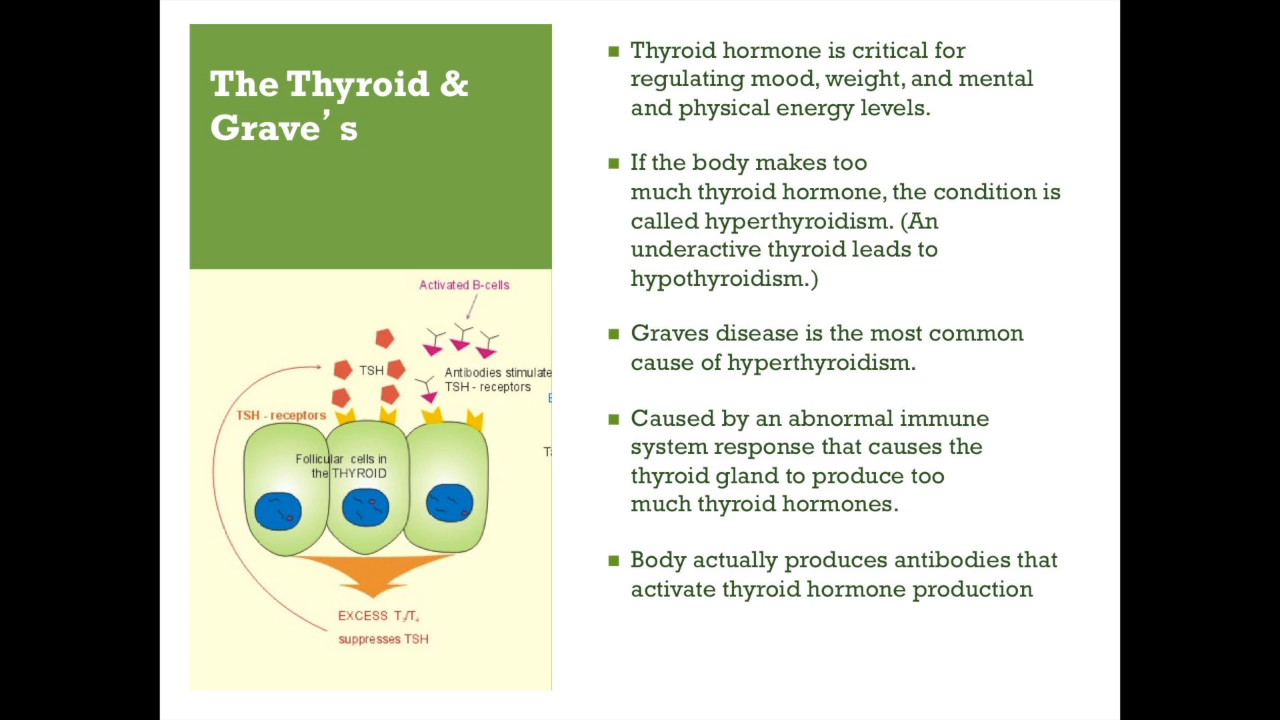 The Thyroid &
Grave’ s
Thyroid hormone is critical for
regulating mood, weight, and mental
and physical energy levels.
If the body makes too
much thyroid hormone, the condition is
called hyperthyroidism. (An
underactive thyroid leads to
hypothyroidism.)
Graves disease is the most common
cause of hyperthyroidism.
Caused by an abnormal immune
system response that causes the
thyroid gland to produce too
much thyroid hormones.
Body actually produces antibodies that
activate thyroid hormone production
Activated B-cells
TSH
Antibodies stimulate
TSH - receptors
TSH - receptors
Follicular cells in
the THYROID
EXCESS T₃/T₄
suppresses TSH